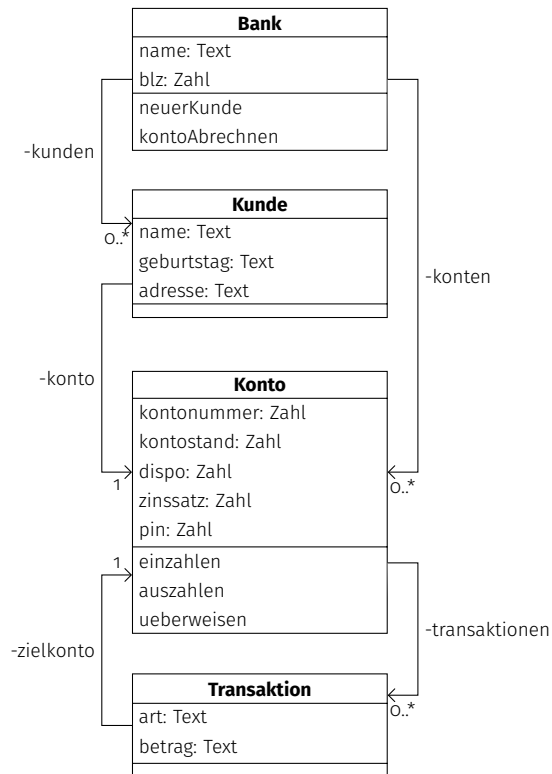 Bank
name: Text
blz: Zahl
neuerKunde
kontoAbrechnen
-kunden
0..*
Kunde
name: Text
geburtstag: Text
adresse: Text
-konten
-konto
1
Konto
kontonummer: Zahl
kontostand: Zahl
dispo: Zahl
0..*
zinssatz: Zahl
pin: Zahl
1
einzahlen
auszahlen
ueberweisen
-transaktionen
-zielkonto
Transaktion
0..*
art: Text
betrag: Text